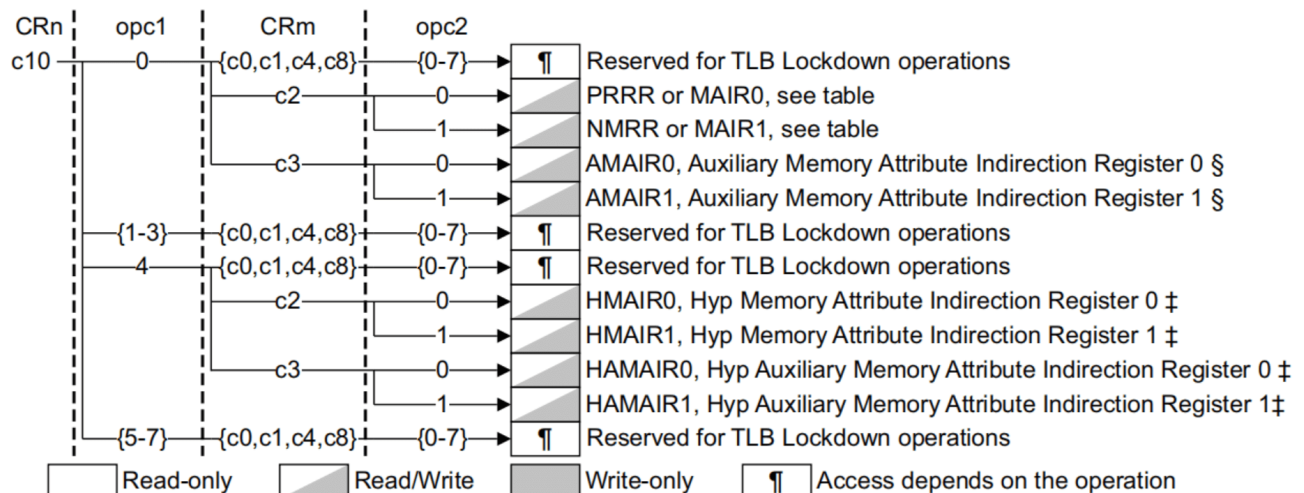 CRn opc1 CRm opc2
c10 0 {c0,c1,c4,c8} {0-7} ¶ Reserved for TLB Lockdown operations
c2 0 PRRR or MAIR0, see table
1 NMRR or MAIR1, see table
c3 0 AMAIR0, Auxiliary Memory Attribute Indirection Register 0 §
1 AMAIR1, Auxiliary Memory Attribute Indirection Register 1 §
{1-3} {c0,c1,c4,c8} {0-7} ¶ Reserved for TLB Lockdown operations
4 {c0,c1,c4,c8} {0-7} ¶ Reserved for TLB Lockdown operations
c2 0 HMAIR0, Hyp Memory Attribute Indirection Register 0 ‡
1 HMAIR1, Hyp Memory Attribute Indirection Register 1 ‡
c3 0 HAMAIR0, Hyp Auxiliary Memory Attribute Indirection Register 0 ‡
1 HAMAIR1, Hyp Auxiliary Memory Attribute Indirection Register 1‡
{5-7} {c0,c1,c4,c8} {0-7} ¶ Reserved for TLB Lockdown operations
Read-only Read/Write Write-only ¶ Access depends on the operation